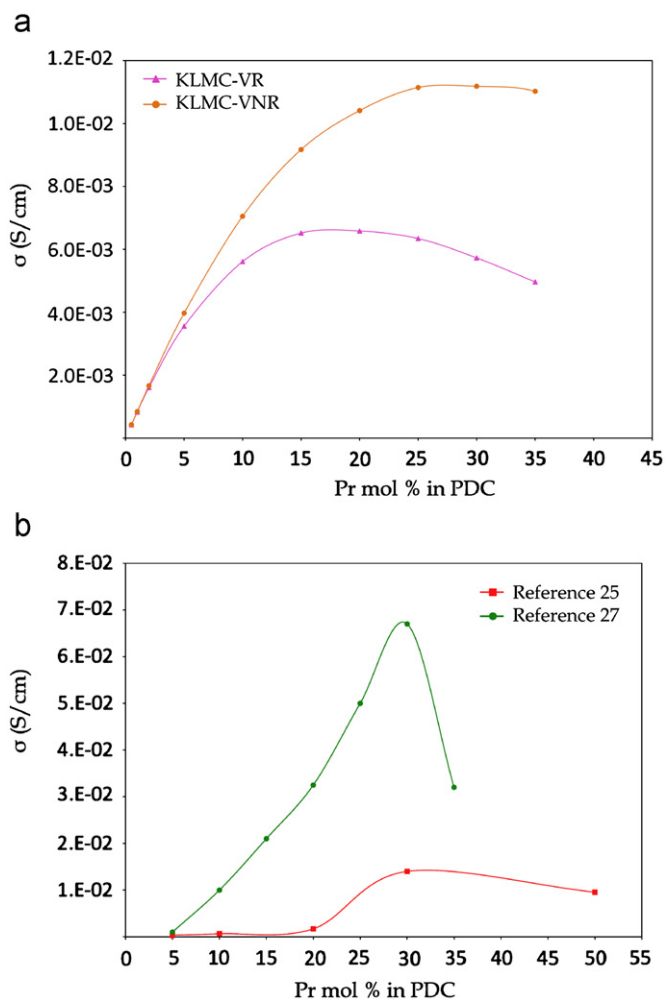 a
1.2E-02
1.0E-02
8.0E-03
6.0E-03
4.0E-03
2.0E-03
σ (S/cm)
KLMC-VR
KLMC-VNR
0 5 10 15 20 25 30 35 40 45
Pr mol % in PDC
b
8.E-02
7.E-02
6.E-02
5.E-02
4.E-02
3.E-02
2.E-02
1.E-02
σ (S/cm)
Reference 25
Reference 27
0 5 10 15 20 25 30 35 40 45 50 55
Pr mol % in PDC